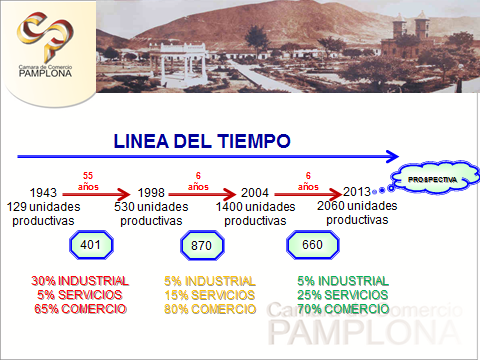 Camara de Comercio
PAMPLONA
LINEA DEL TIEMPO
55
años
6
años
6
años
PROSPECTIVA
1943
129 unidades
productivas
1998
530 unidades
productivas
2004
1400 unidades
productivas
2013
2060 unidades
productivas
401
870
660
30% INDUSTRIAL
5% SERVICIOS
65% COMERCIO
5% INDUSTRIAL
15% SERVICIOS
80% COMERCIO
5% INDUSTRIAL
25% SERVICIOS
70% COMERCIO
Camara de Comercio
PAMPLONA